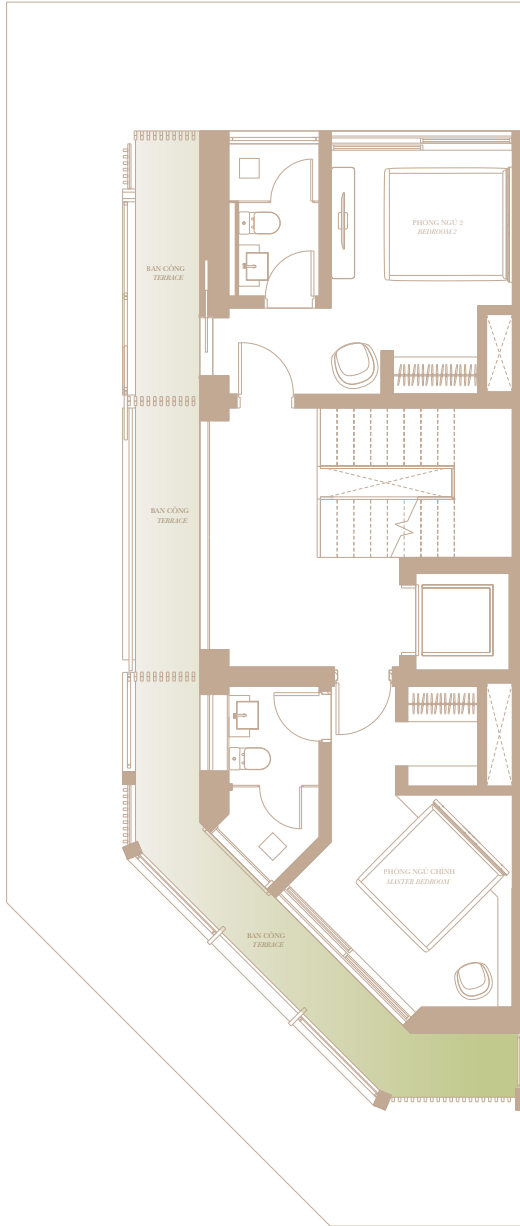 PHÒNG NGỦ 2
BEDROOM 2
BAN CÔNG
TERRACE
BAN CÔNG
TERRACE
PHÒNG NGỦ CHÍNH
MASTER BEDROOM
BAN CÔNG
TERRACE